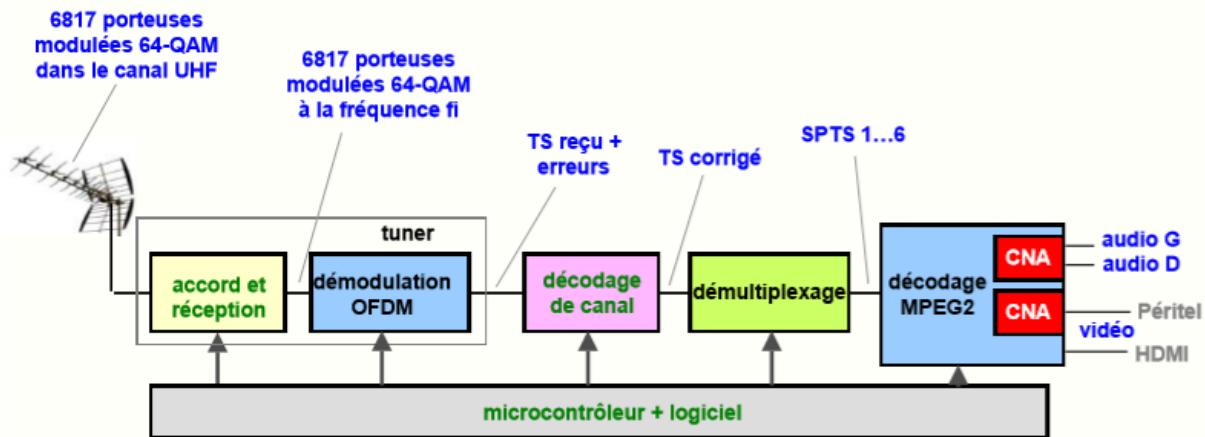 6817 porteuses
modulées 64-QAM
dans le canal UHF
6817 porteuses
modulées 64-QAM
à la fréquence fi
TS reçu +
erreurs
TS corrigé
SPTS 1...6
tuner
accord et
réception
démodulation
OFDM
décodage
de canal
démultiplexage
décodage
MPEG2
CNA
CNA
audio G
audio D
Péritel
vidéo
HDMI
microcontrôleur + logiciel